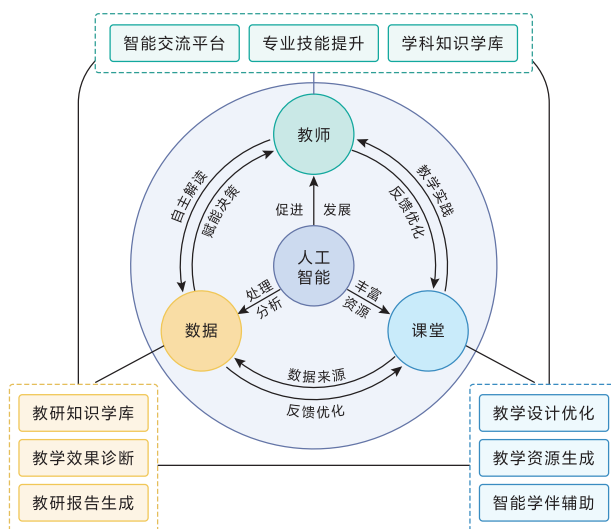 智能交流平台
专业技能提升
学科知识学库
教师
自主解读
赋能决策
教学实践
反馈优化
促进
发展
人工
智能
处理
分析
丰富
资源
数据
课堂
数据来源
反馈优化
教研知识学库
教学效果诊断
教研报告生成
教学设计优化
教学资源生成
智能学伴辅助